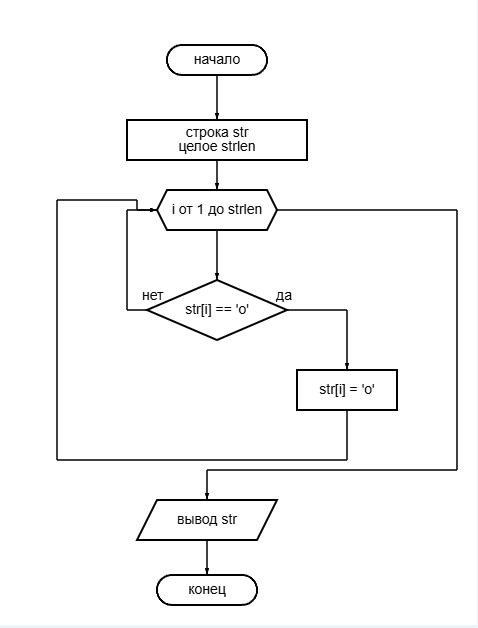 начало
строка str
целое strlen
i от 1 до strlen
нет
да
str[i] == 'o'
str[i] = 'o'
вывод str
конец